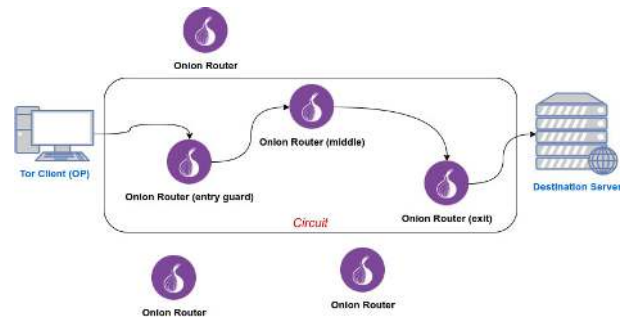 Onion Router
Onion Router (middle)
Tor Client (OP)
Onion Router (entry guard)
Destination Server
Onion Router (exit)
Circuit
Onion Router
Onion Router